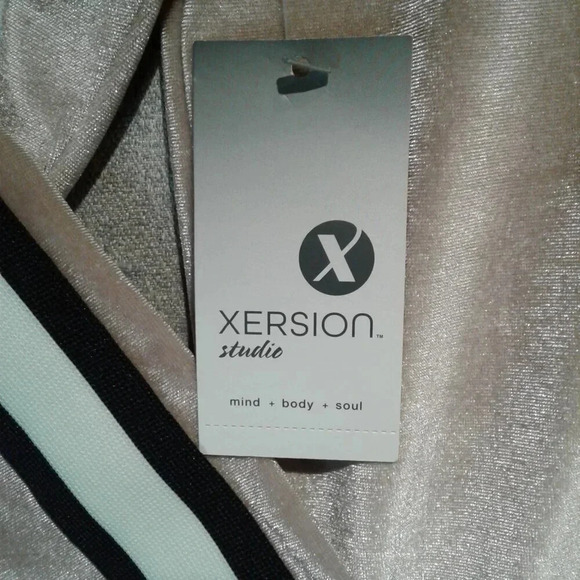 X
XERSION™
studio
mind + body + soul